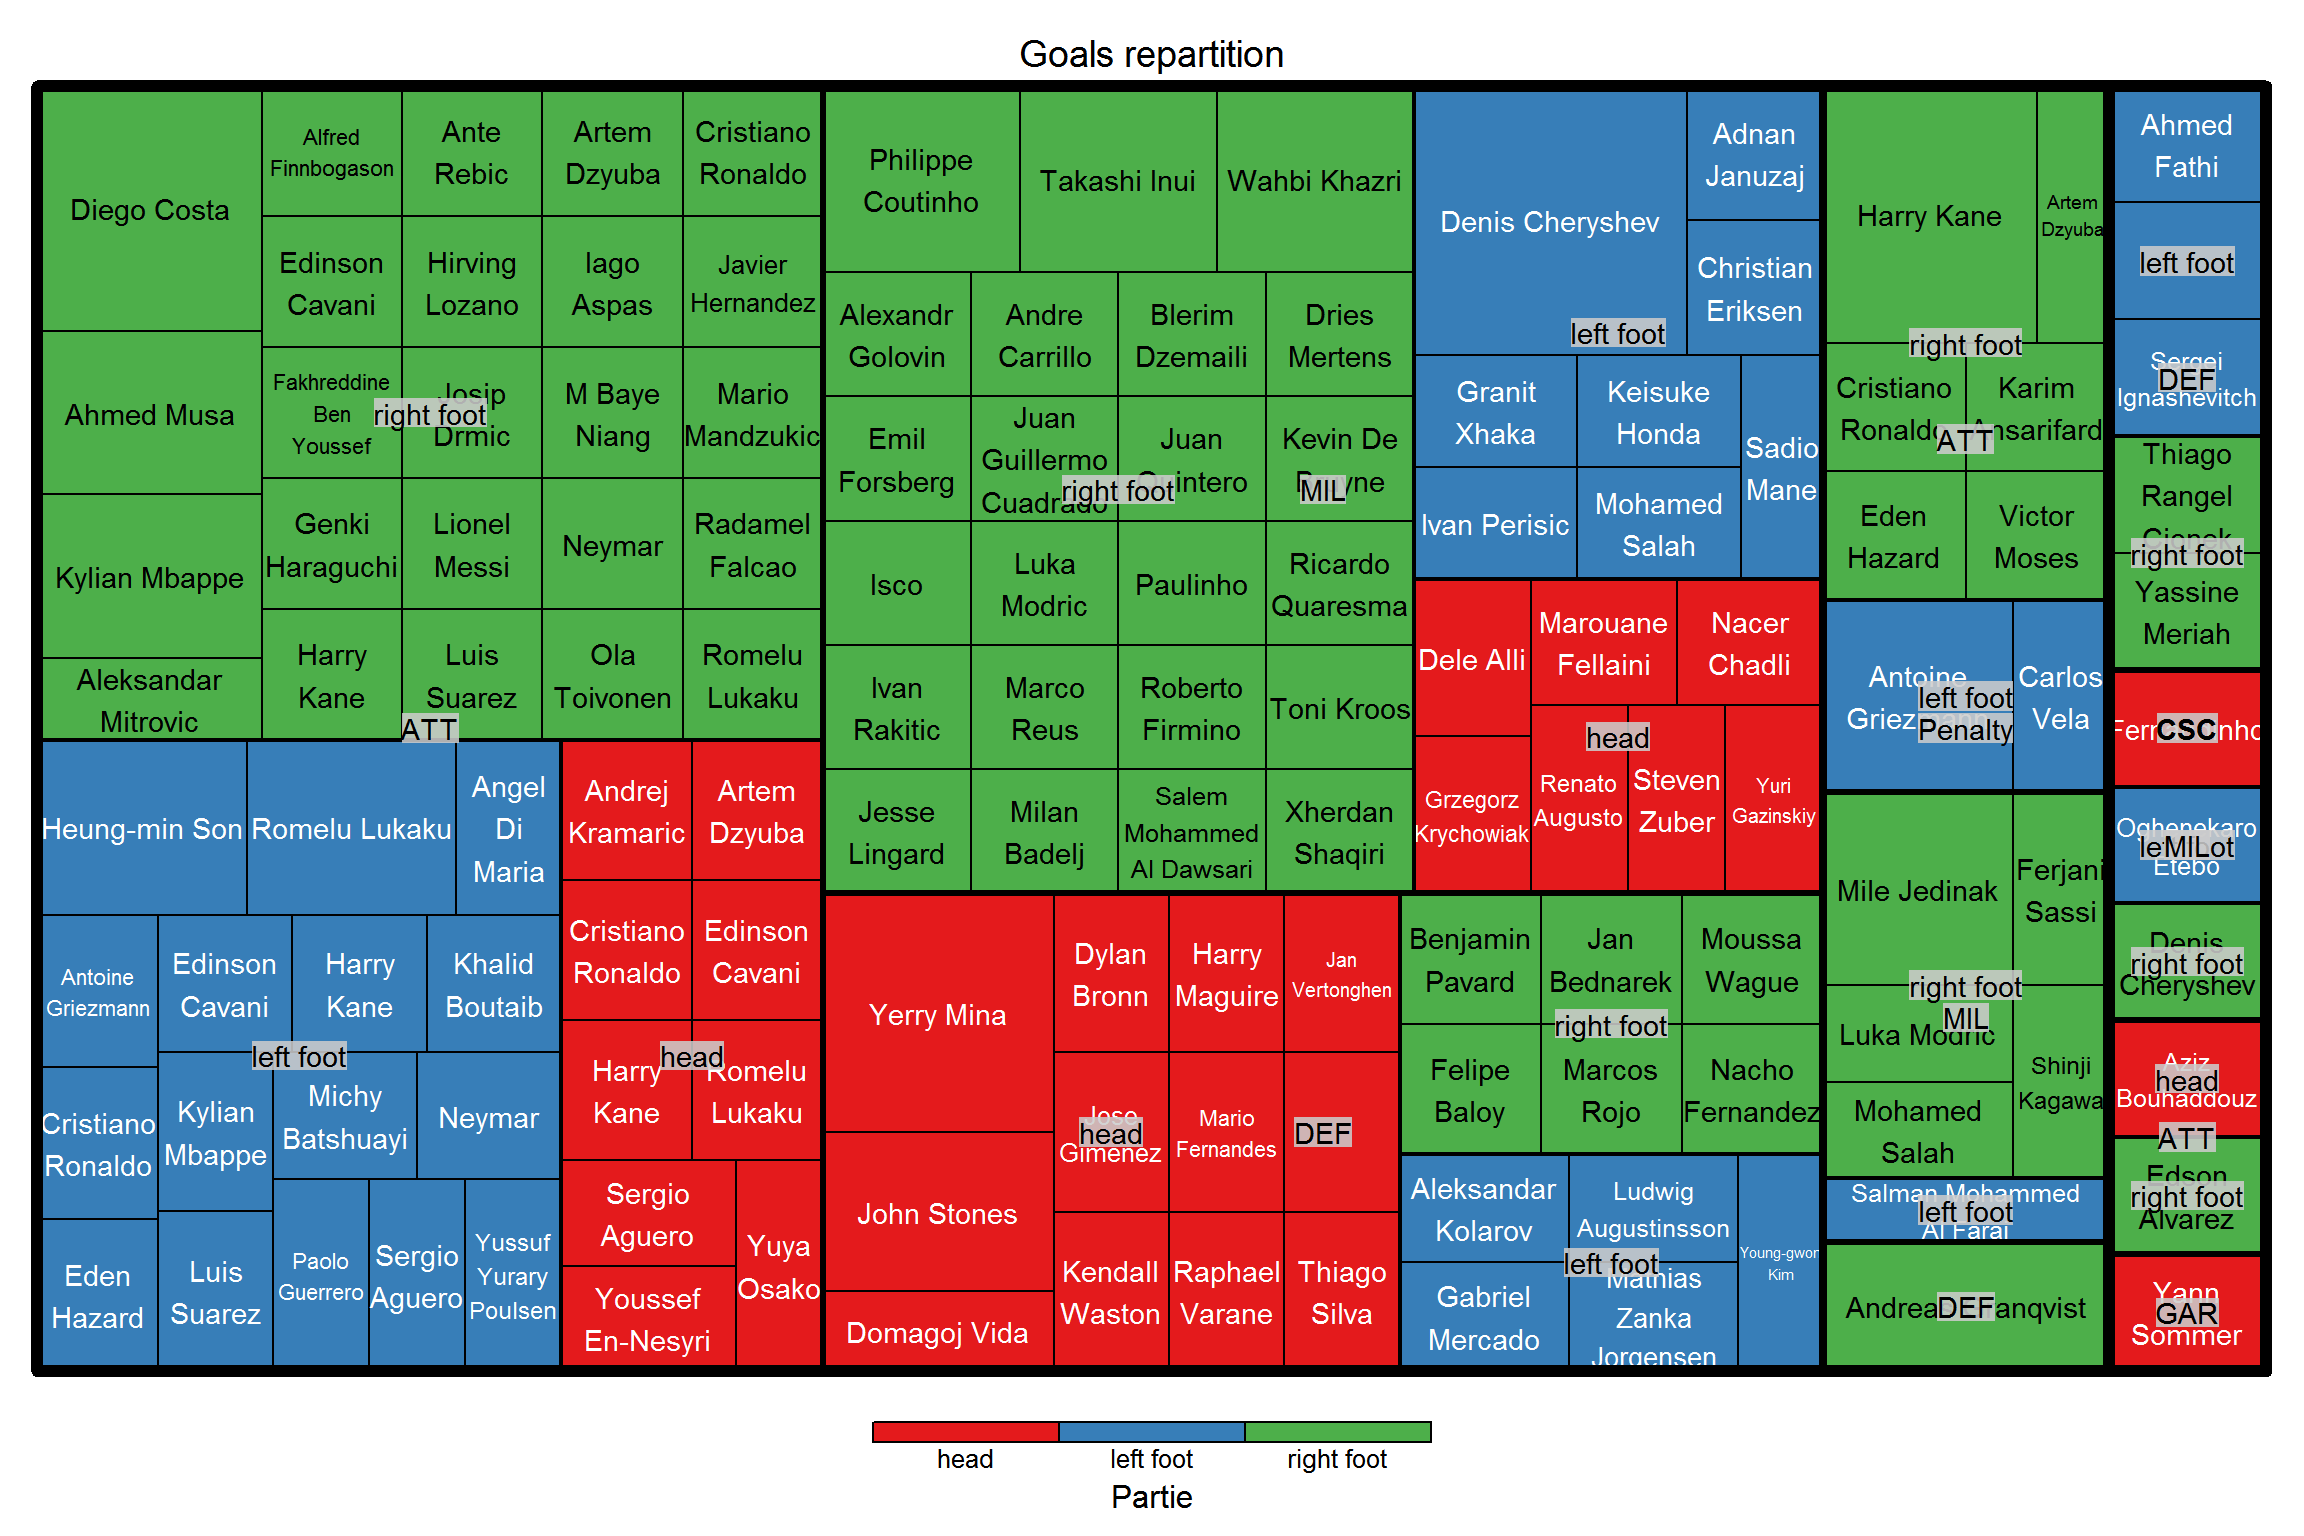 Goals repartition
Diego Costa
Ahmed Musa
Kylian Mbappe
Aleksandar
Mitrovic
Alfred
Finnbogason
Ante
Rebic
Artem
Dzyuba
Cristiano
Ronaldo
Edinson
Cavani
Hirving
Lozano
Iago
Aspas
Javier
Hernandez
Fakhreddine
Ben
Youssef
Josip
Drmic
M Baye
Niang
Mario
Mandzukic
right foot
Genki
Haraguchi
Lionel
Messi
Neymar
Radamel
Falcao
Harry
Kane
Luis
Suarez
Ola
Toivonen
Romelu
Lukaku
ATT
Heung-min Son
Romelu Lukaku
Angel
Di
Maria
Antoine
Griezmann
Edinson
Cavani
Harry
Kane
Khalid
Boutaib
left foot
Cristiano
Ronaldo
Kylian
Mbappe
Michy
Batshuayi
Neymar
Eden
Hazard
Luis
Suarez
Paolo
Guerrero
Sergio
Aguero
Yussuf
Yurary
Poulsen
Andrej
Kramaric
Artem
Dzyuba
Cristiano
Ronaldo
Edinson
Cavani
Harry
Kane
head
Romelu
Lukaku
Sergio
Aguero
Youssef
En-Nesyri
Yuya
Osako
Philippe
Coutinho
Takashi Inui
Wahbi Khazri
Alexandr
Golovin
Andre
Carrillo
Blerim
Dzemaili
Dries
Mertens
Emil
Forsberg
Juan
Guillermo
Cuadrado
Juan
Quintero
Kevin De
Bruyne
right foot
MIL
Isco
Luka
Modric
Paulinho
Ricardo
Quaresma
Ivan
Rakitic
Marco
Reus
Roberto
Firmino
Toni Kroos
Jesse
Lingard
Milan
Badelj
Salem
Mohammed
Al Dawsari
Xherdan
Shaqiri
Denis Cheryshev
Adnan
Januzaj
Christian
Eriksen
left foot
Granit
Xhaka
Keisuke
Honda
Sadio
Mane
Ivan Perisic
Mohamed
Salah
Dele Alli
Marouane
Fellaini
Nacer
Chadli
head
Grzegorz
Krychowiak
Renato
Augusto
Steven
Zuber
Yuri
Gazinskiy
Yerry Mina
John Stones
Domagoj Vida
Dylan
Bronn
Harry
Maguire
Jan
Vertonghen
Jose
Gimenez
head
Mario
Fernandes
DEF
Kendall
Waston
Raphael
Varane
Thiago
Silva
Benjamin
Pavard
Jan
Bednarek
Moussa
Wague
right foot
Felipe
Baloy
Marcos
Rojo
Nacho
Fernandez
Aleksandar
Kolarov
Ludwig
Augustinsson
left foot
Gabriel
Mercado
Mathias
Zanka
Jorgensen
Young-gwon
Kim
Harry Kane
Artem
Dzyuba
right foot
Cristiano
Ronaldo
Karim
Ansarifard
ATT
Eden
Hazard
Victor
Moses
Antoine
Griezmann
Carlos
Vela
left foot
Penalty
Mile Jedinak
Ferjani
Sassi
right foot
MIL
Luka Modric
Shinji
Kagawa
Mohamed
Salah
Salman Mohammed
Al Faraj
left foot
Andreas Granqvist
DEF
Ahmed
Fathi
left foot
Sergei
Ignashevitch
DEF
Thiago
Rangel
Cionek
right foot
Yassine
Meriah
Fernandinho
CSC
Oghenekaro
Etebo
left foot
MIL
Denis
Cheryshev
right foot
Aziz
Bouhaddouz
head
ATT
Edson
Alvarez
right foot
Yann
Sommer
GAR
head
left foot
right foot
Partie